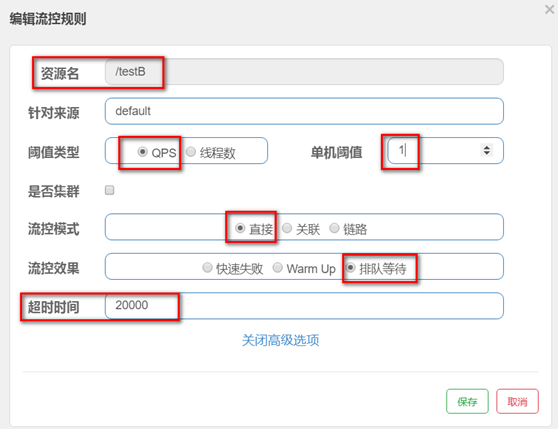 编辑流控规则
资源名 /testB
针对来源 default
阈值类型 QPS 线程数 单机阈值 1
是否集群
流控模式 直接 关联 链路
流控效果 快速失败 Warm Up 排队等待
超时时间 20000
关闭高级选项
保存 取消